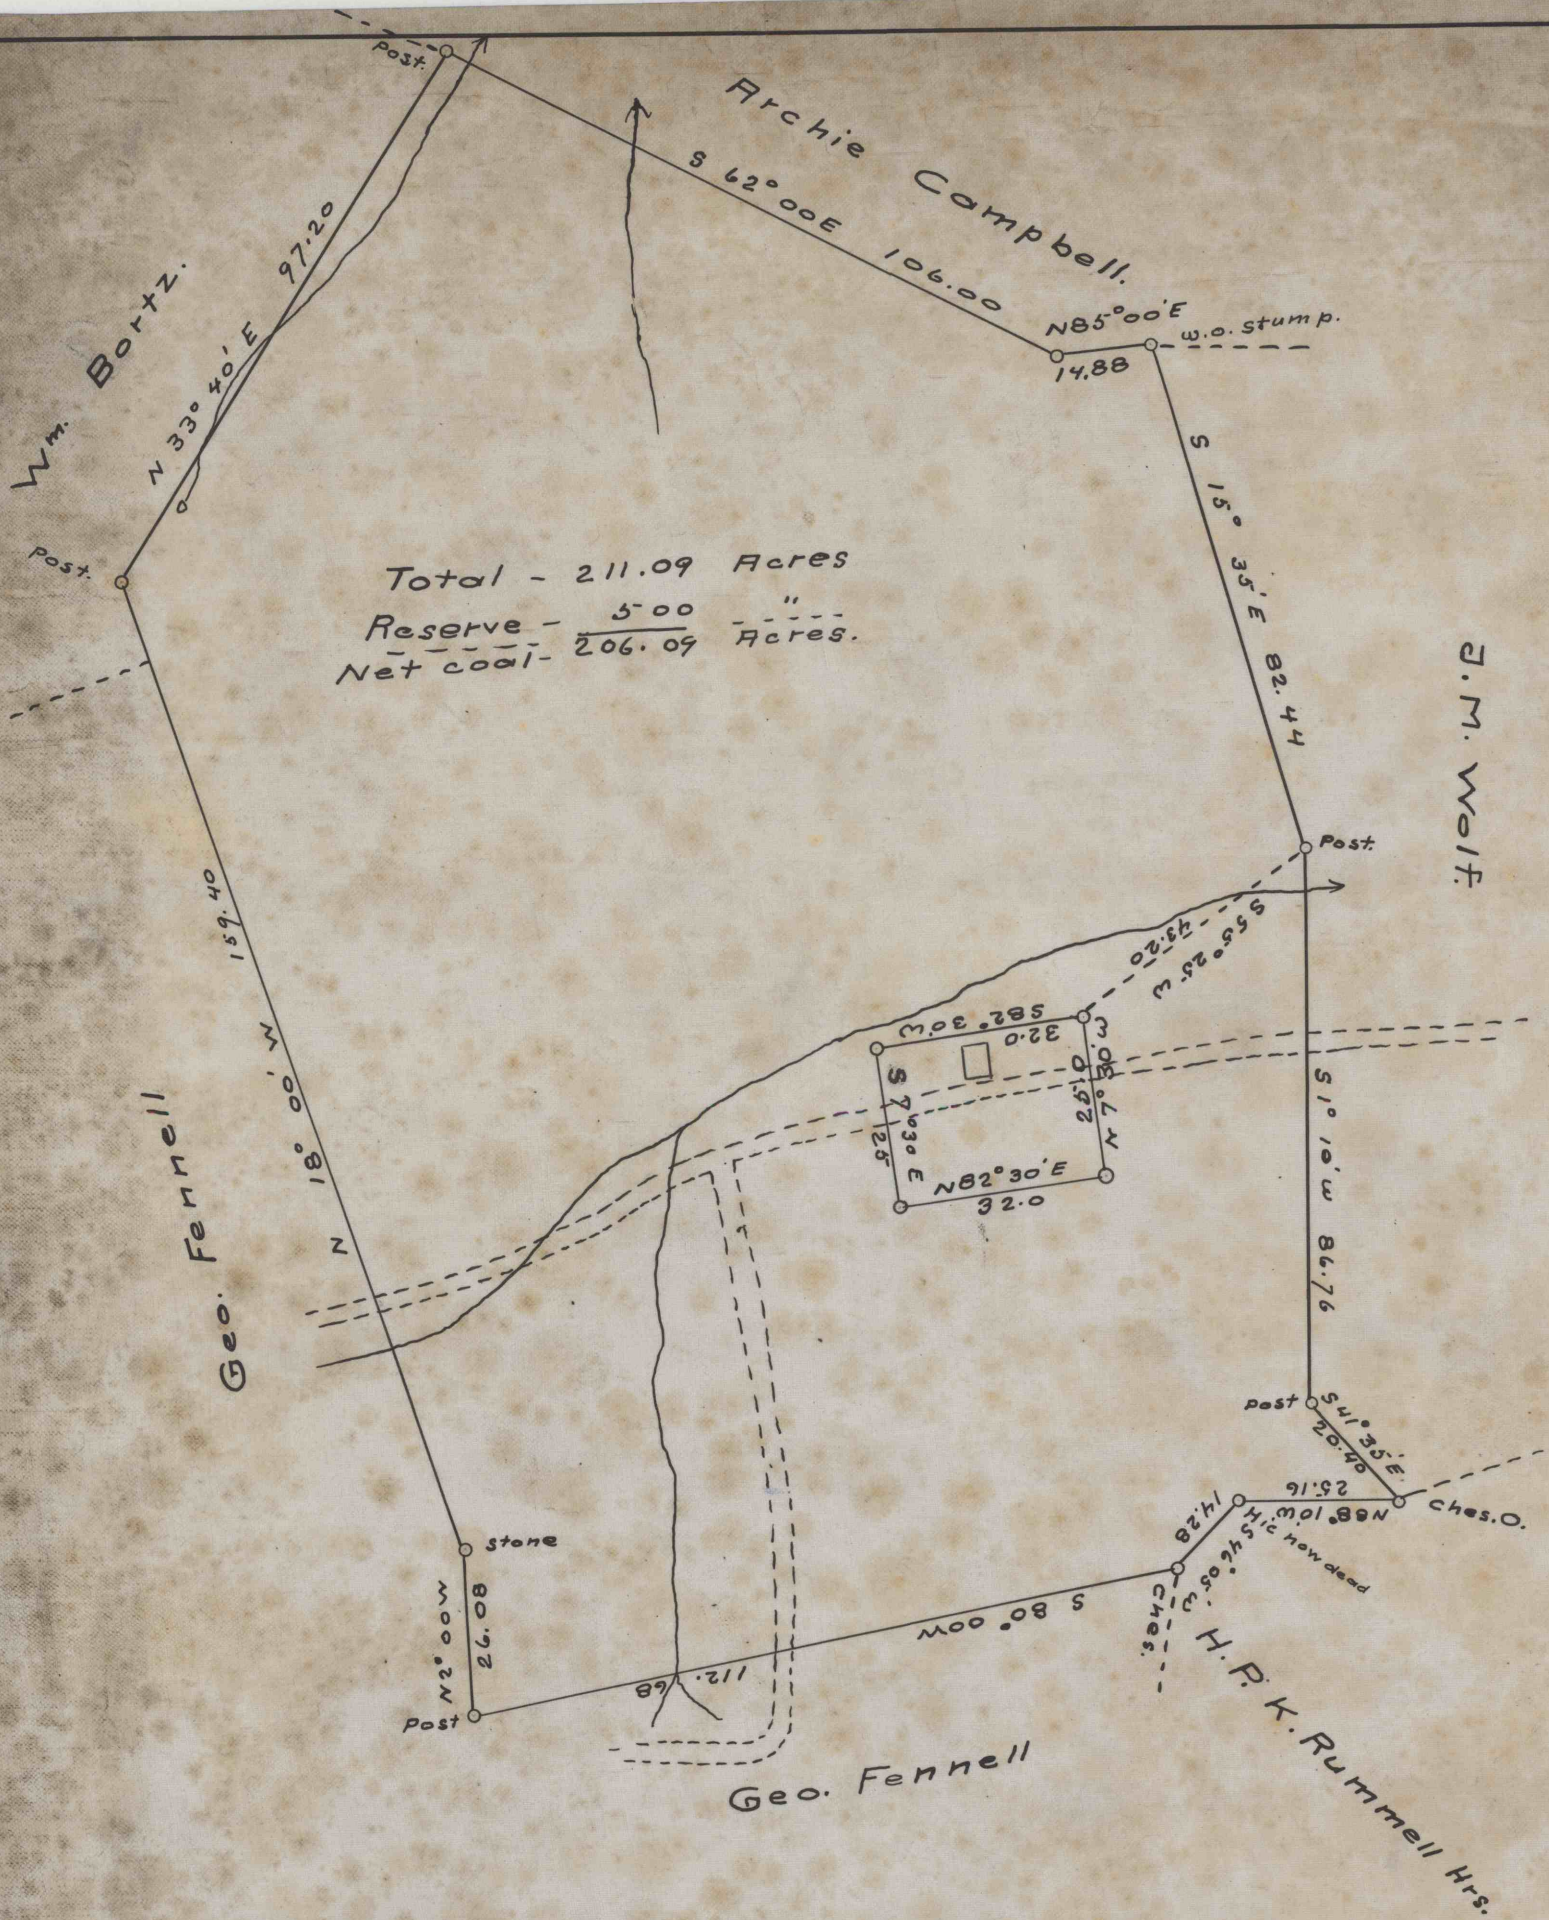 Post.
Archie Campbell.
S 62° 00 E 106.00
N85°00'E
14.88
w.o. stump.
97.20
N 33° 40' E
Wm. Bortz.
Post.
S 15° 35' E 82.44
J.M. Wolf.
Total - 211.09 Acres
Reserve - 5 00 "
Net coal - 206.09 Acres.
Post.
S 55° 25 W
43.20
S82° 30'W
32.0
N 7° 30' W
25.10
S 7° 30 E
25
N82°30'E
32.0
S1° 10'W 86.76
159.40
N 18° 00' W
Geo. Fennell
Post
S 41° 35' E
20.40
Ches.O.
25.16
N88° 10'W
Hic now dead
14.28
S 46° 05' W
Ches.
H. P. K. Rummell Hrs.
Stone
N2° 00W
26.08
Post
S 80° 00W
112.68
Geo. Fennell